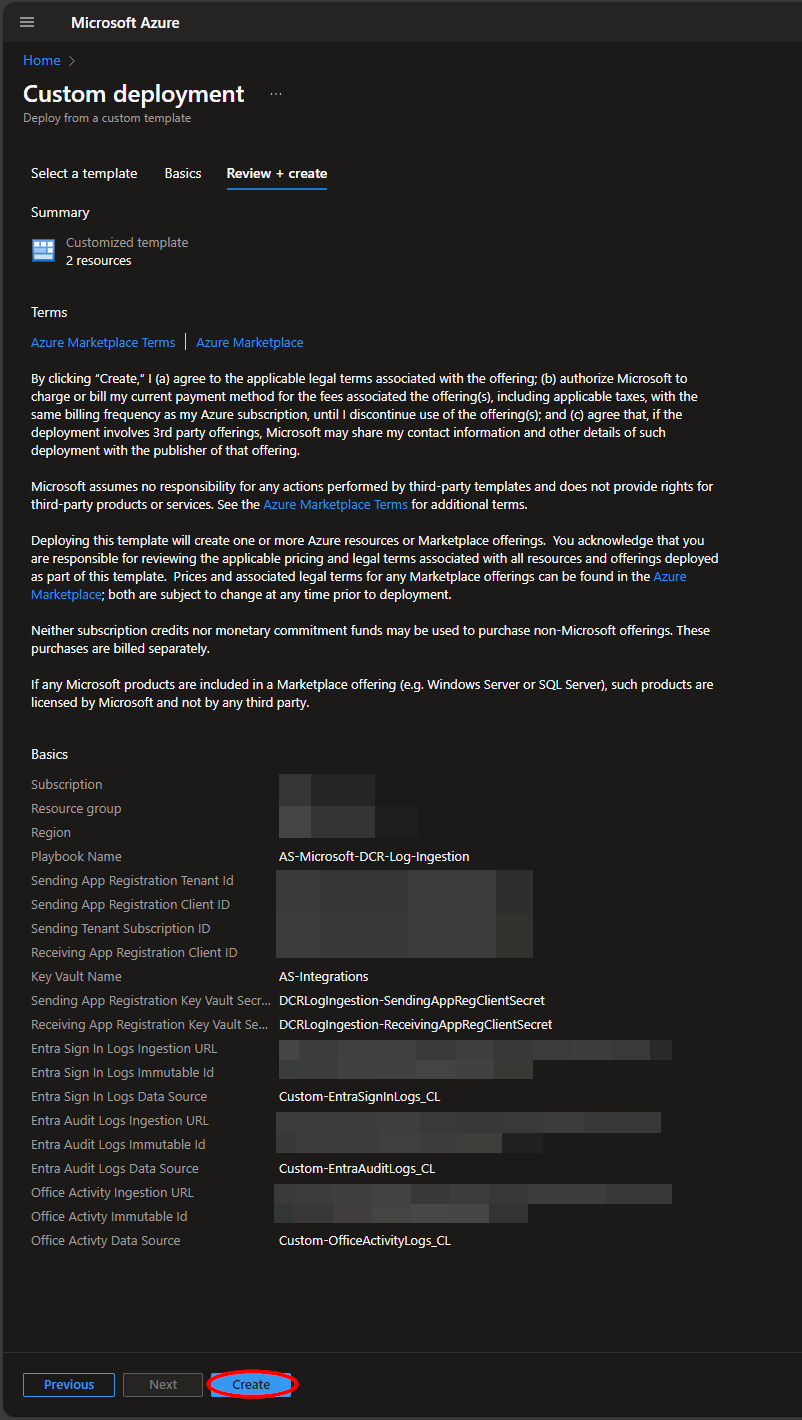 Microsoft Azure
Home
Custom deployment ...
Deploy from a custom template
Select a template Basics Review + create
Summary
Customized template
2 resources
Terms
Azure Marketplace Terms Azure Marketplace
By clicking “Create,” I (a) agree to the applicable legal terms associated with the offering; (b) authorize Microsoft to
charge or bill my current payment method for the fees associated the offering(s), including applicable taxes, with the
same billing frequency as my Azure subscription, until I discontinue use of the offering(s); and (c) agree that, if the
deployment involves 3rd party offerings, Microsoft may share my contact information and other details of such
deployment with the publisher of that offering.
Microsoft assumes no responsibility for any actions performed by third-party templates and does not provide rights for
third-party products or services. See the Azure Marketplace Terms for additional terms.
Deploying this template will create one or more Azure resources or Marketplace offerings. You acknowledge that you
are responsible for reviewing the applicable pricing and legal terms associated with all resources and offerings deployed
as part of this template. Prices and associated legal terms for any Marketplace offerings can be found in the Azure
Marketplace; both are subject to change at any time prior to deployment.
Neither subscription credits nor monetary commitment funds may be used to purchase non-Microsoft offerings. These
purchases are billed separately.
If any Microsoft products are included in a Marketplace offering (e.g. Windows Server or SQL Server), such products are
licensed by Microsoft and not by any third party.
Basics
Subscription
Resource group
Region
Playbook Name AS-Microsoft-DCR-Log-Ingestion
Sending App Registration Tenant Id
Sending App Registration Client ID
Sending Tenant Subscription ID
Receiving App Registration Client ID
Key Vault Name AS-Integrations
Sending App Registration Key Vault Secr... DCRLogIngestion-SendingAppRegClientSecret
Receiving App Registration Key Vault Se... DCRLogIngestion-ReceivingAppRegClientSecret
Entra Sign In Logs Ingestion URL
Entra Sign In Logs Immutable Id
Entra Sign In Logs Data Source Custom-EntraSignInLogs_CL
Entra Audit Logs Ingestion URL
Entra Audit Logs Immutable Id
Entra Audit Logs Data Source Custom-EntraAuditLogs_CL
Office Activity Ingestion URL
Office Activty Immutable Id
Office Activty Data Source Custom-OfficeActivityLogs_CL
Previous Next Create